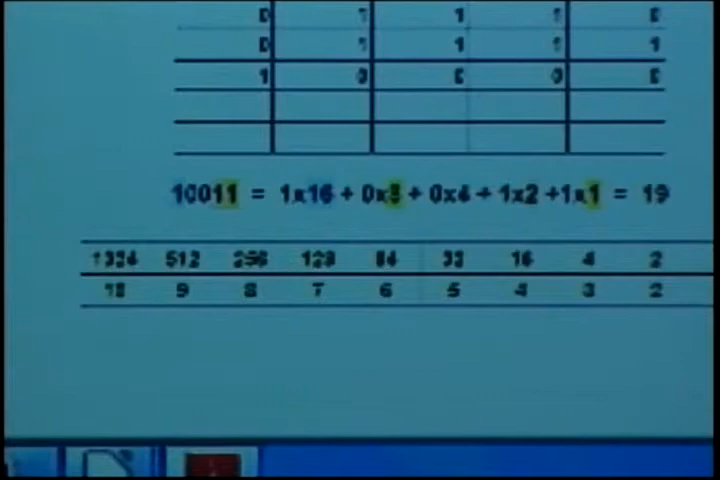 0 1 1 1 0
0 1 1 1 1
1 0 0 0 0
10011 = 1x16 + 0x8 + 0x4 + 1x2 +1x1 = 19
512 256 128 64 16 4 2
10 9 8 7 6 5 4 3 2